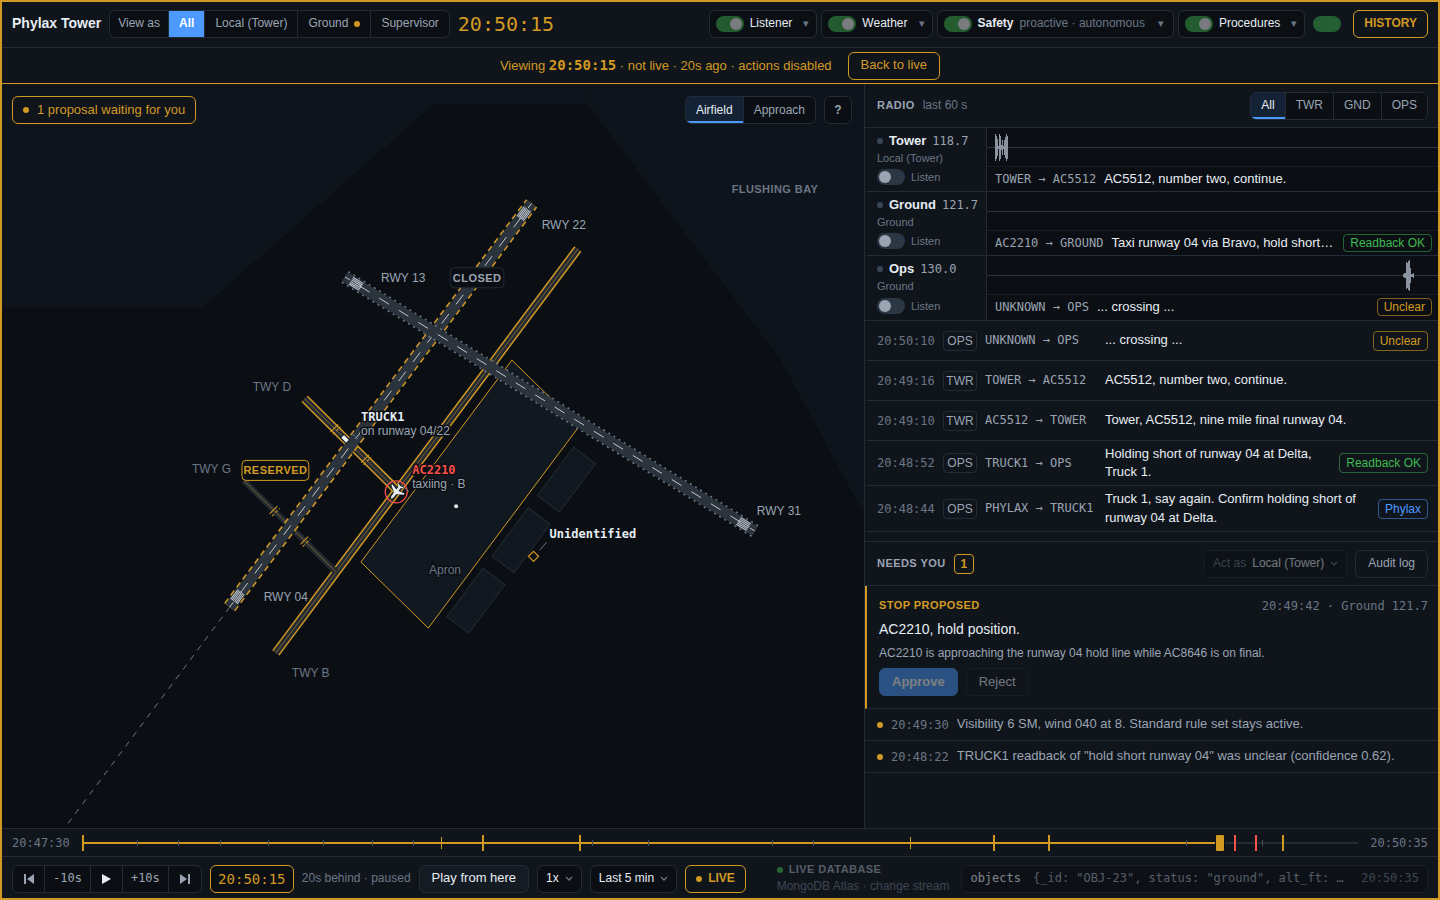 Phylax Tower
View as All Local (Tower) Ground Supervisor 20:50:15
Listener Weather Safety proactive · autonomous Procedures HISTORY
Viewing 20:50:15 · not live · 20s ago · actions disabled Back to live
1 proposal waiting for you
Airfield Approach ?
FLUSHING BAY
RWY 22
RWY 13
CLOSED
TWY D
TRUCK1
on runway 04/22
TWY G RESERVED
AC2210
taxiing · B
RWY 31
Unidentified
Apron
RWY 04
TWY B
RADIO last 60 s All TWR GND OPS
Tower 118.7
Local (Tower)
Listen
TOWER → AC5512 AC5512, number two, continue.
Ground 121.7
Ground
Listen
AC2210 → GROUND Taxi runway 04 via Bravo, hold short… Readback OK
Ops 130.0
Ground
Listen
UNKNOWN → OPS ... crossing ... Unclear
20:50:10 OPS UNKNOWN → OPS ... crossing ... Unclear
20:49:16 TWR TOWER → AC5512 AC5512, number two, continue.
20:49:10 TWR AC5512 → TOWER Tower, AC5512, nine mile final runway 04.
20:48:52 OPS TRUCK1 → OPS Holding short of runway 04 at Delta, Truck 1. Readback OK
20:48:44 OPS PHYLAX → TRUCK1 Truck 1, say again. Confirm holding short of runway 04 at Delta. Phylax
NEEDS YOU 1 Act as Local (Tower) Audit log
STOP PROPOSED 20:49:42 · Ground 121.7
AC2210, hold position.
AC2210 is approaching the runway 04 hold line while AC8646 is on final.
Approve Reject
20:49:30 Visibility 6 SM, wind 040 at 8. Standard rule set stays active.
20:48:22 TRUCK1 readback of "hold short runway 04" was unclear (confidence 0.62).
20:47:30 20:50:35
-10s +10s 20:50:15 20s behind · paused Play from here 1x Last 5 min LIVE
LIVE DATABASE
MongoDB Atlas · change stream
objects {_id: "OBJ-23", status: "ground", alt_ft: … 20:50:35